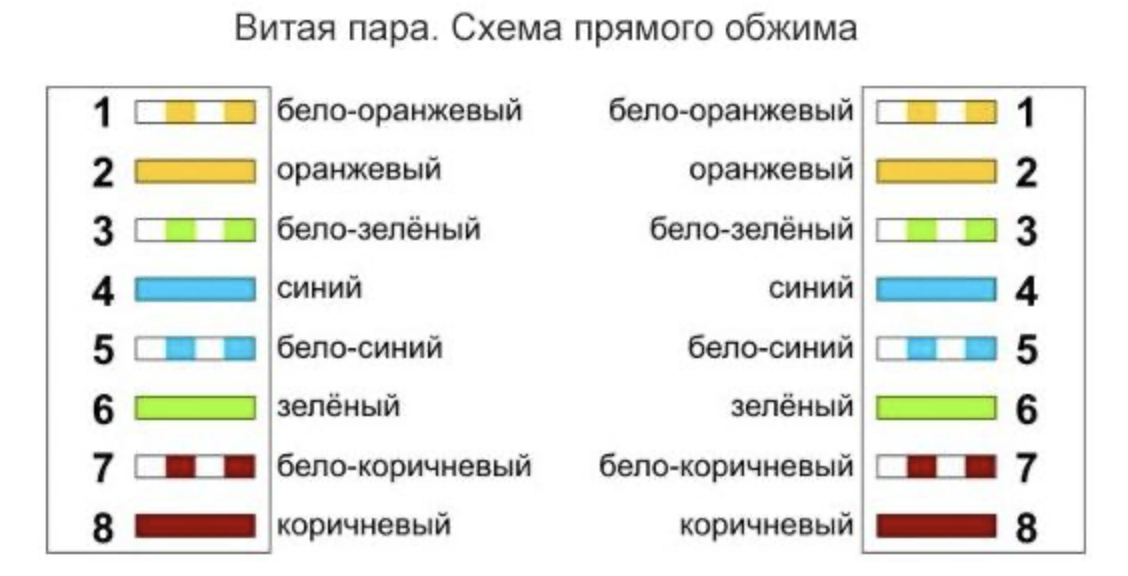 Витая пара. Схема прямого обжима
1 бело-оранжевый бело-оранжевый 1
2 оранжевый оранжевый 2
3 бело-зелёный бело-зелёный 3
4 синий синий 4
5 бело-синий бело-синий 5
6 зелёный зелёный 6
7 бело-коричневый бело-коричневый 7
8 коричневый коричневый 8